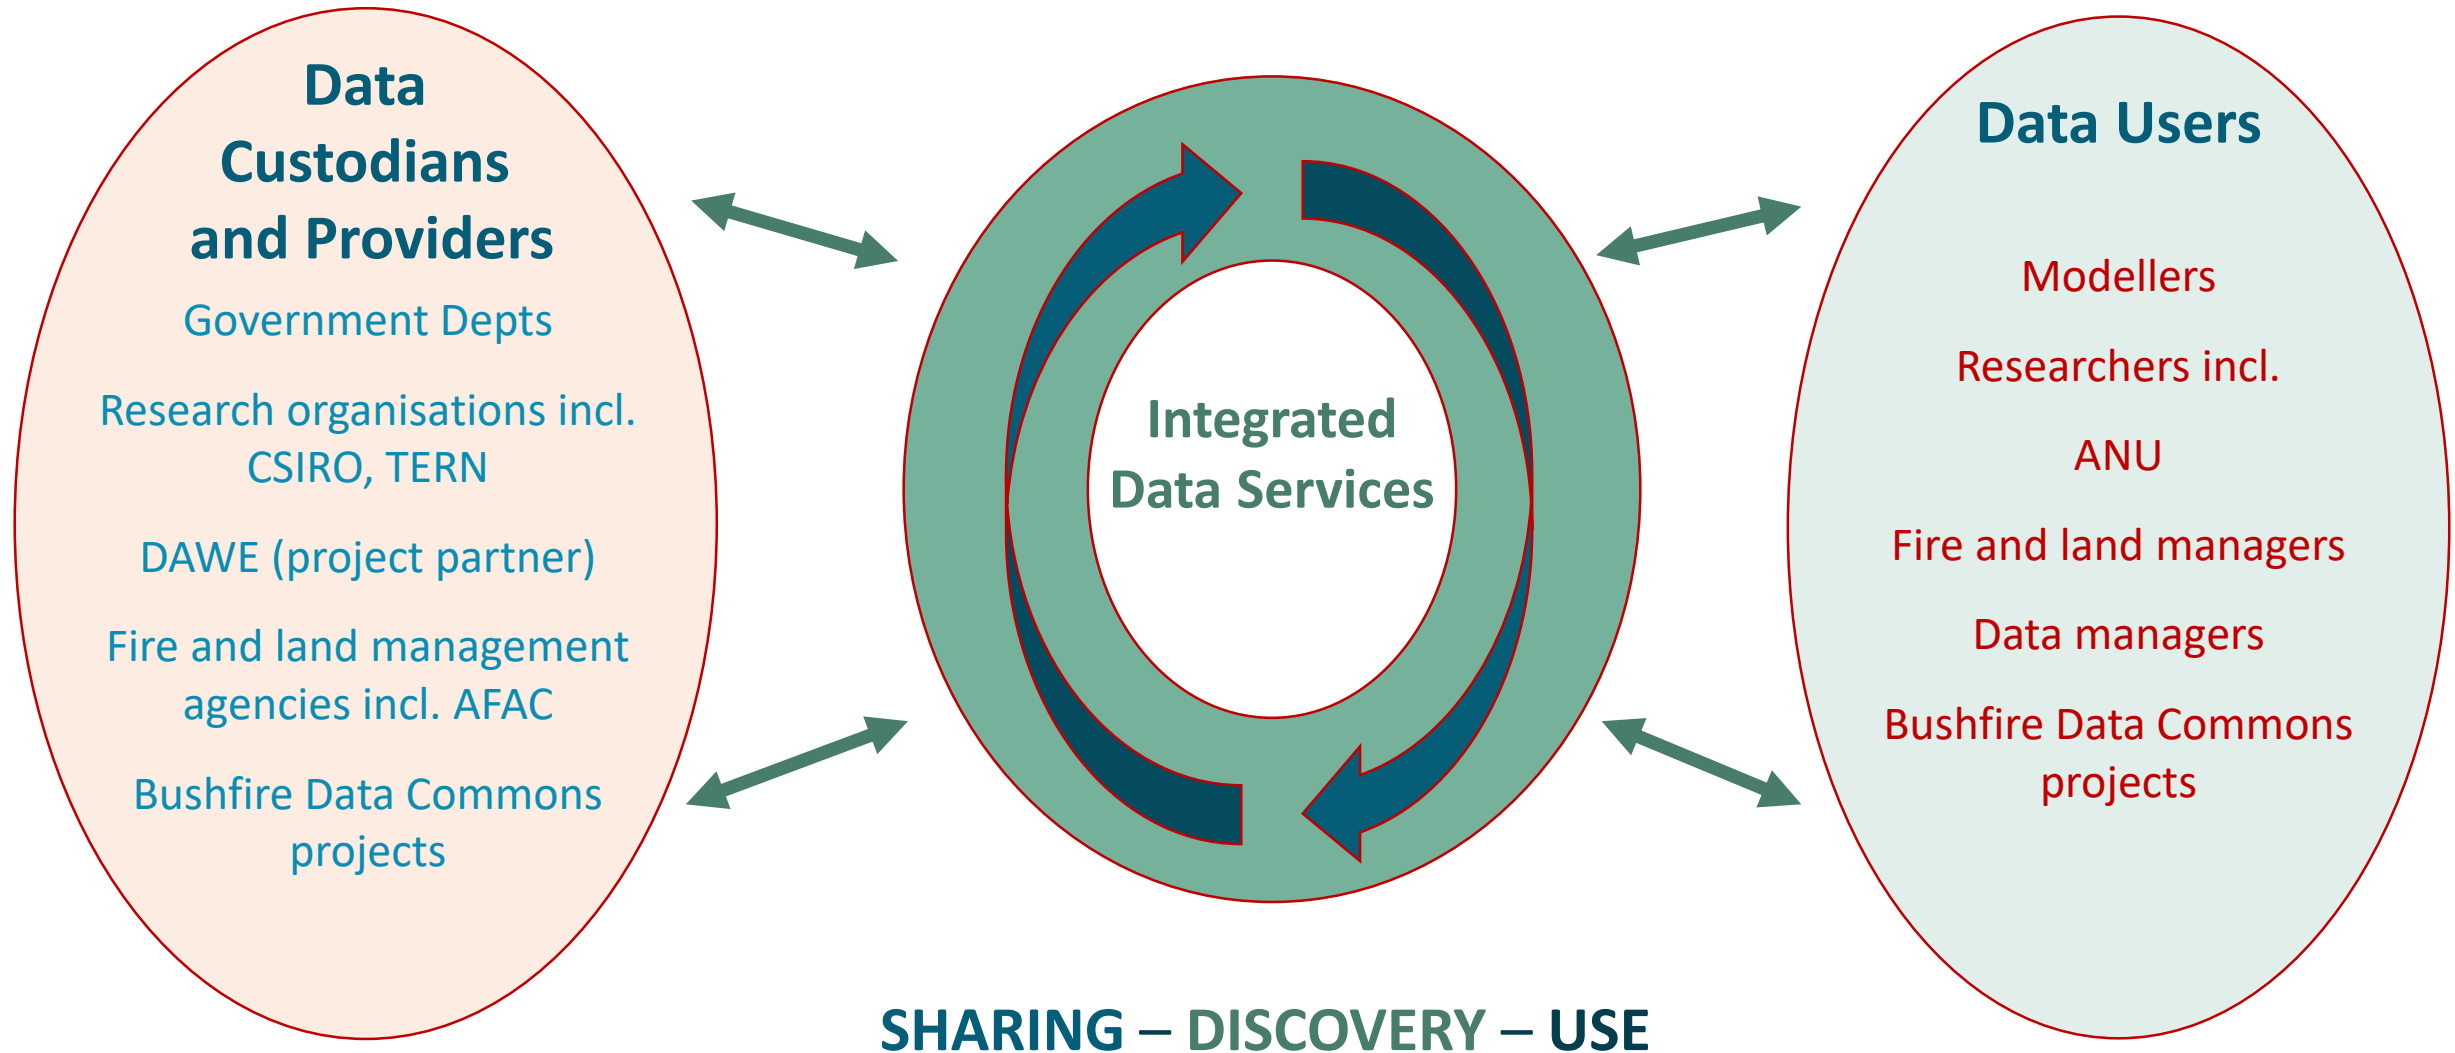 Data
Custodians
and Providers
Government Depts
Research organisations incl.
CSIRO, TERN
DAWE (project partner)
Fire and land management
agencies incl. AFAC
Bushfire Data Commons
projects
Integrated
Data Services
Data Users
Modellers
Researchers incl.
ANU
Fire and land managers
Data managers
Bushfire Data Commons
projects
SHARING – DISCOVERY – USE